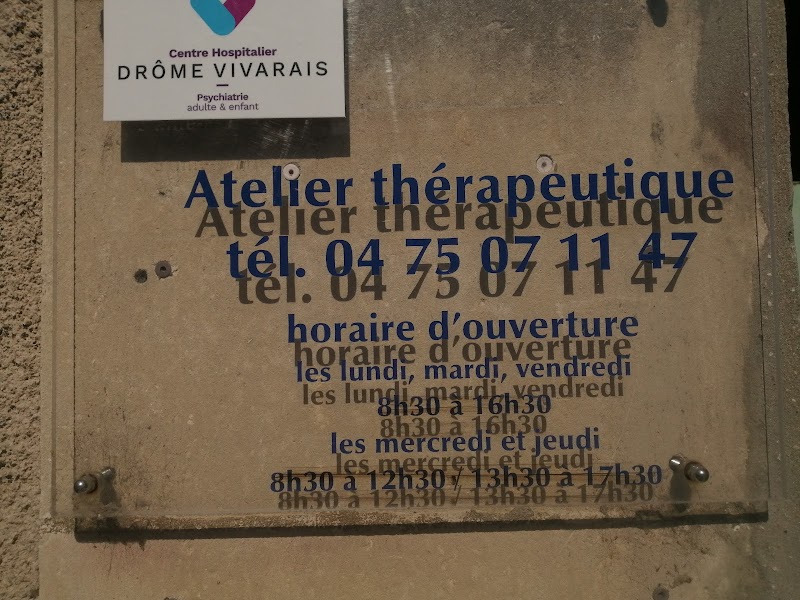 Centre Hospitalier
DRÔME VIVARAIS
Psychiatrie
adulte & enfant
Atelier thérapeutique
tél. 04 75 07 11 47
horaire d'ouverture
les lundi, mardi, vendredi
8h30 à 16h30
les mercredi et jeudi
8h30 à 12h30 / 13h30 à 17h30